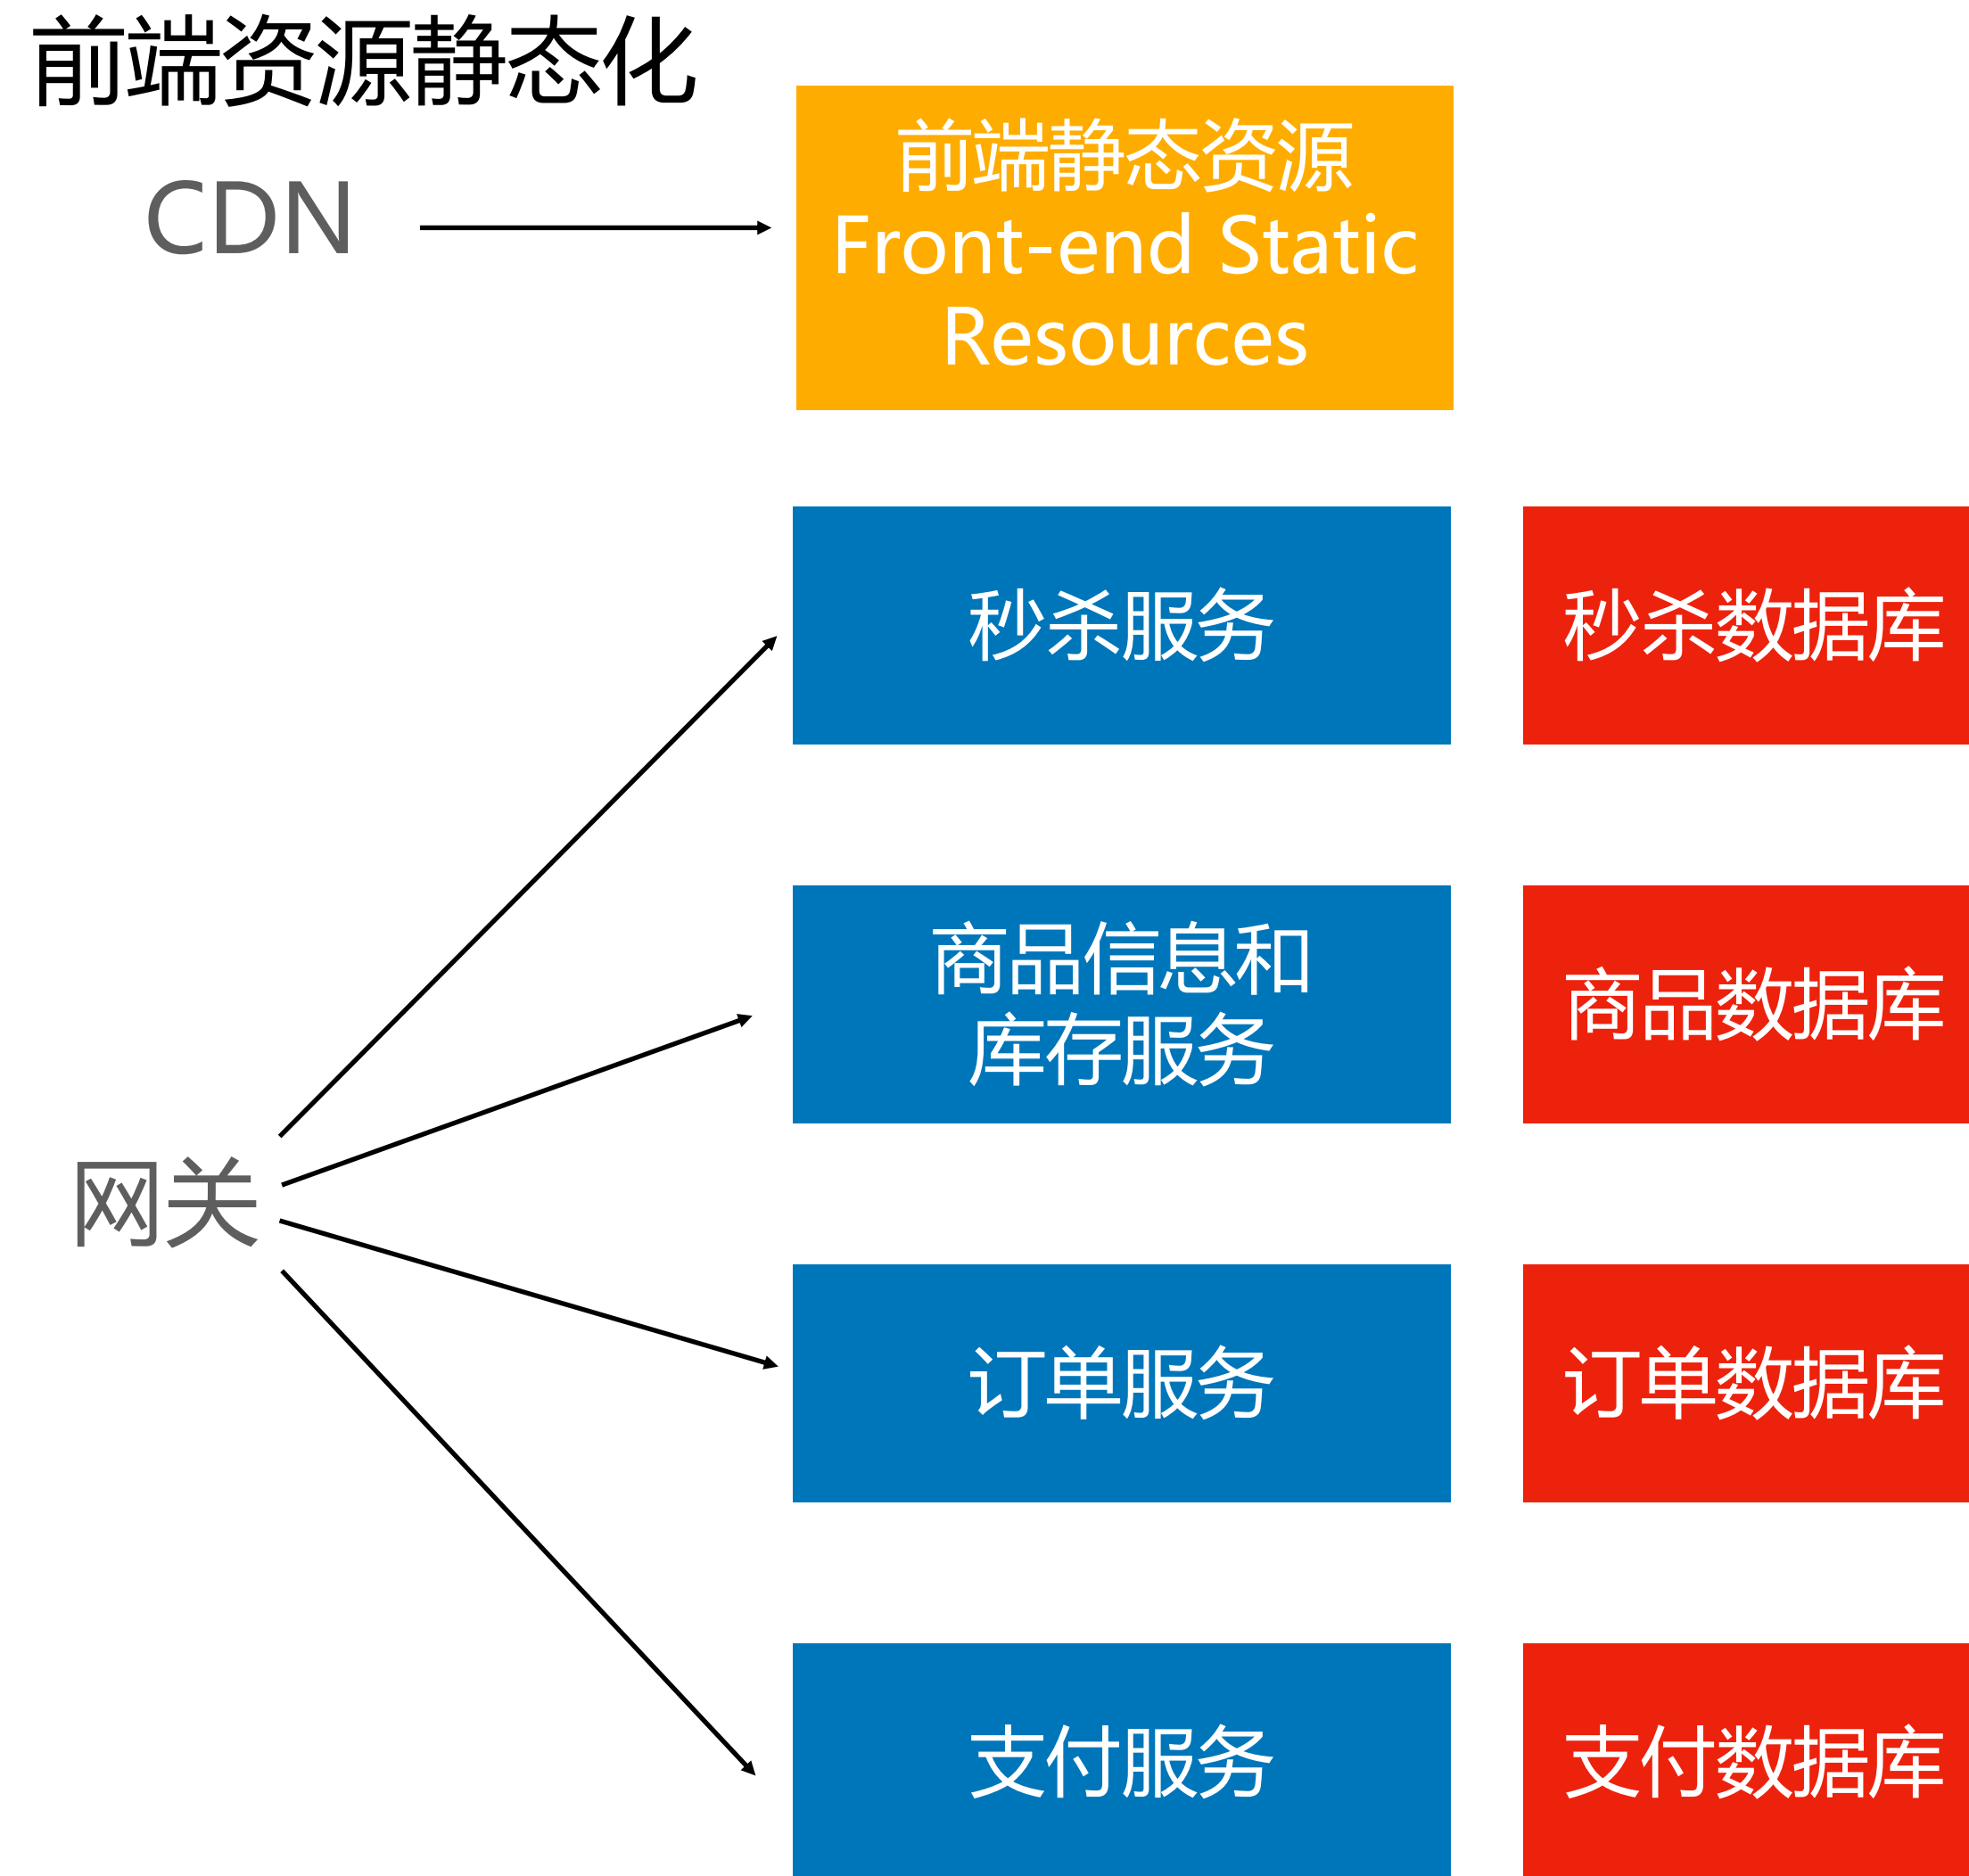 前端资源静态化
CDN
前端静态资源
Front-end Static
Resources
秒杀服务
秒杀数据库
商品信息和
库存服务
商品数据库
网关
订单服务
订单数据库
支付服务
支付数据库